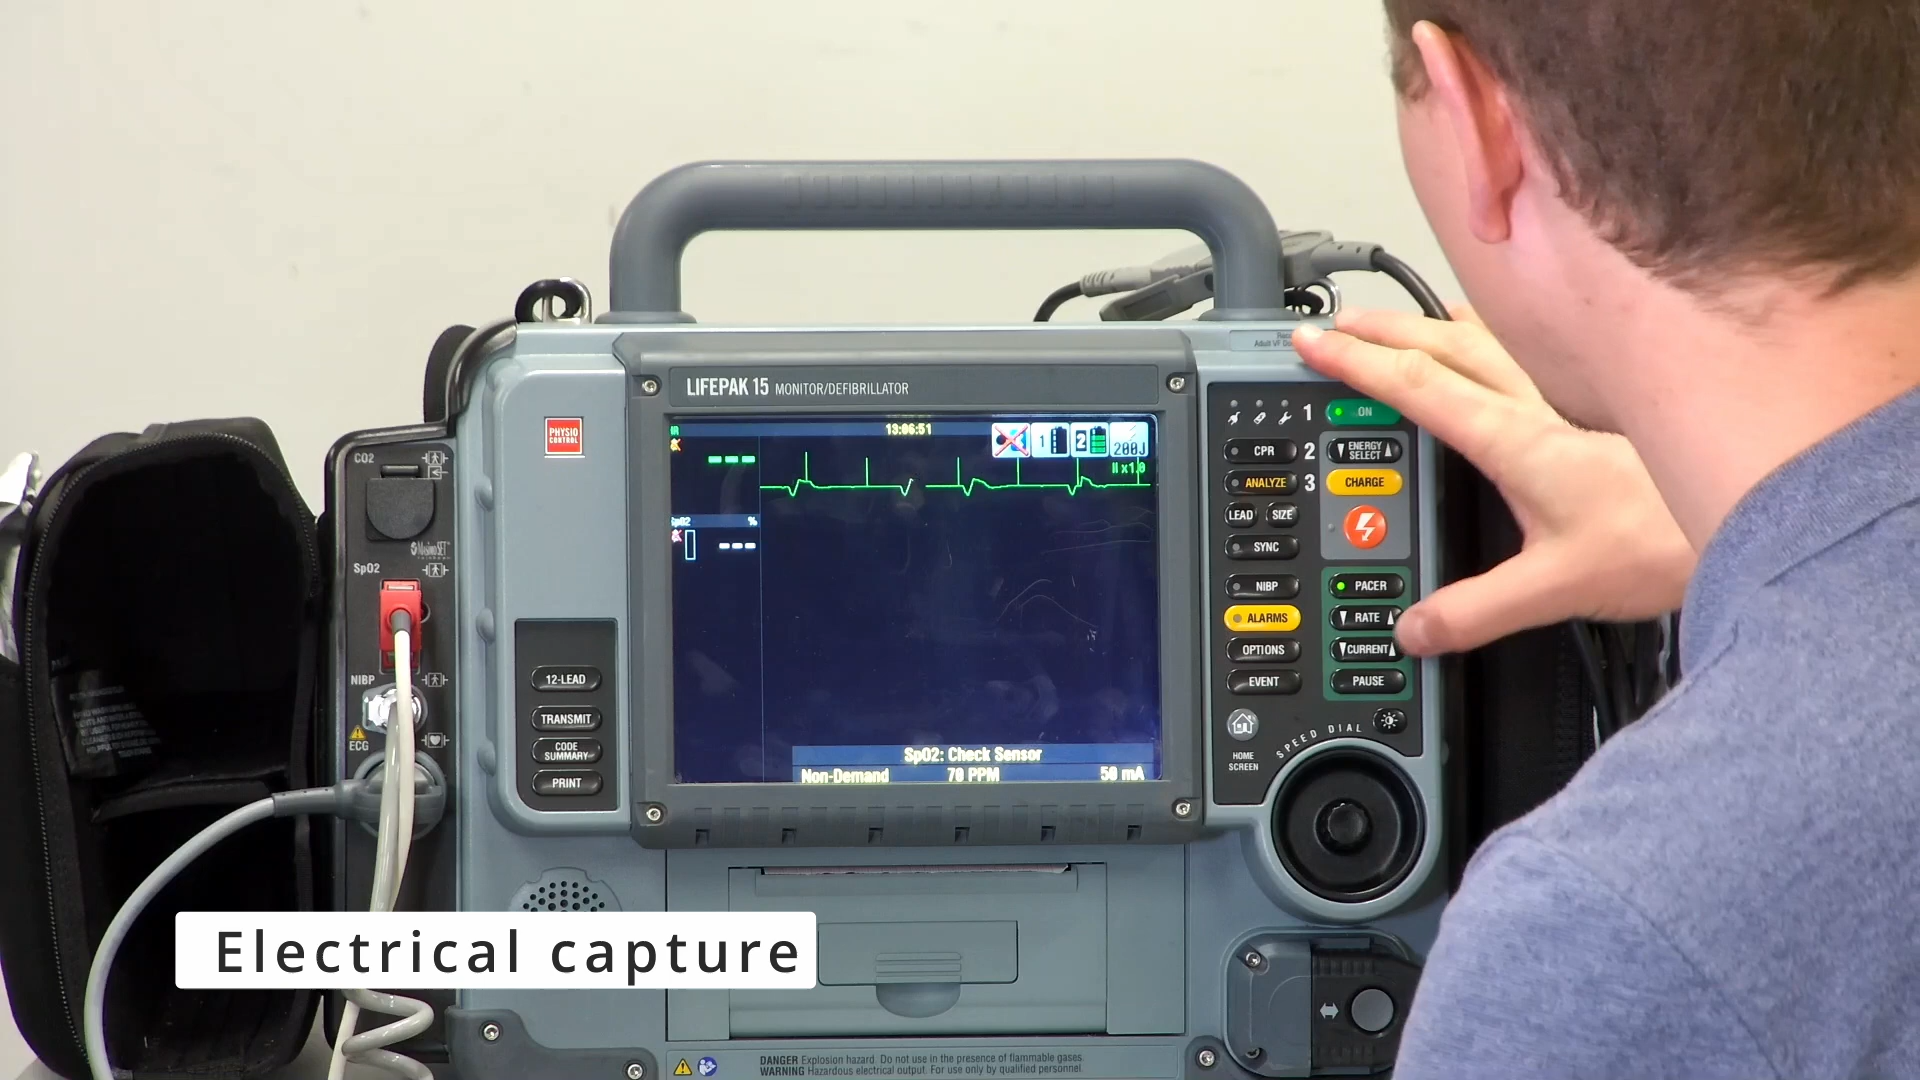 LIFEPAK 15 MONITOR/DEFIBRILLATOR
PHYSIO
CONTROL
13:06:51
1
2
200J
II x1.0
SpO2 %
SpO2: Check Sensor
Non-Demand 70 PPM 50 mA
CO2
SpO2
NIBP
ECG
12-LEAD
TRANSMIT
CODE
SUMMARY
PRINT
1 ON
CPR 2 ENERGY
SELECT
ANALYZE 3 CHARGE
LEAD SIZE
SYNC
NIBP PACER
ALARMS RATE
OPTIONS CURRENT
EVENT PAUSE
SPEED DIAL
HOME
SCREEN
Electrical capture
DANGER Explosion hazard. Do not use in the presence of flammable gases.
WARNING Hazardous electrical output. For use only by qualified personnel.